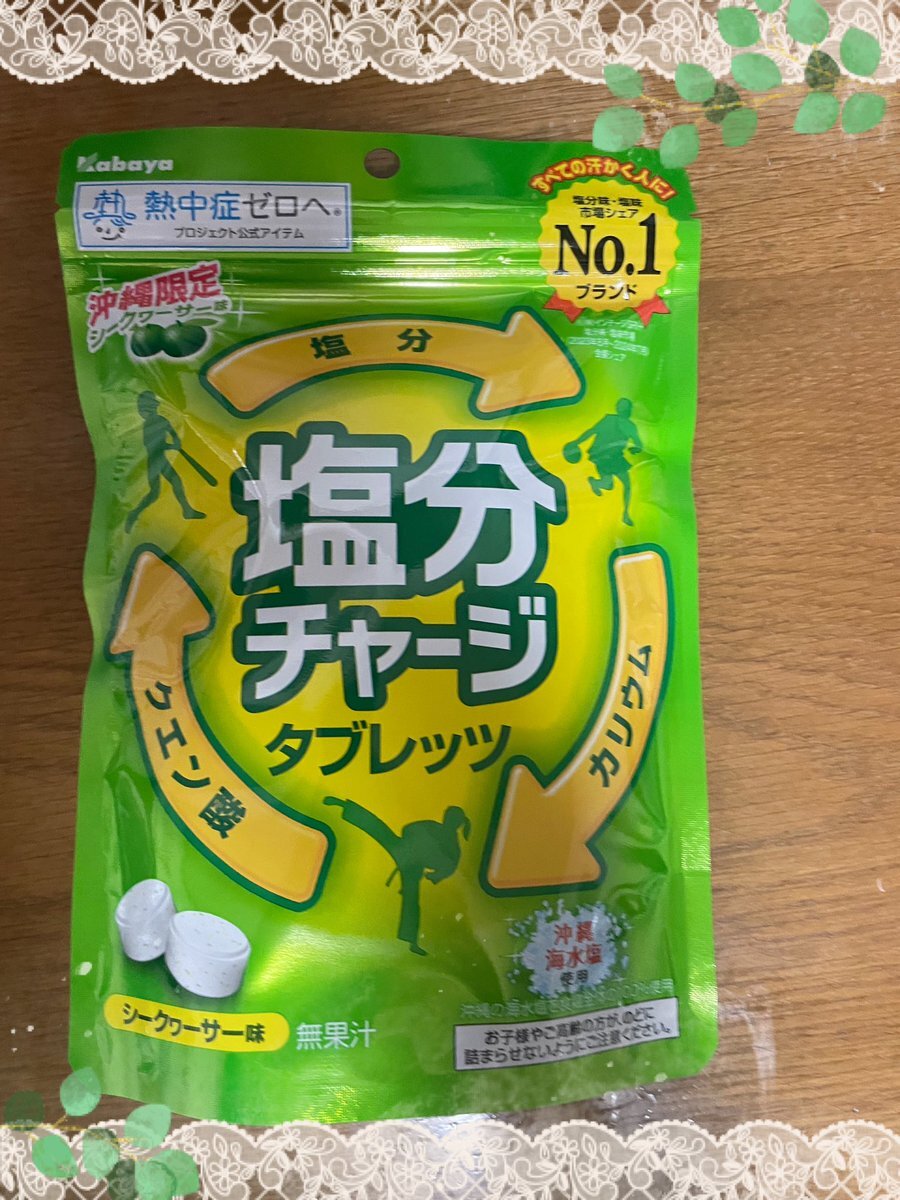 Kabaya
熱中症ゼロへ®
プロジェクト公式アイテム
すべての汗かく人に!
塩分味・塩味
市場シェア
No.1
ブランド
沖縄限定
シークヮーサー味
塩分
塩分
チャージ
タブレッツ
カリウム
クエン酸
沖縄
海水塩
使用
シークヮーサー味
無果汁
お子様やご高齢の方が、のどに
詰まらせないようにご注意ください。